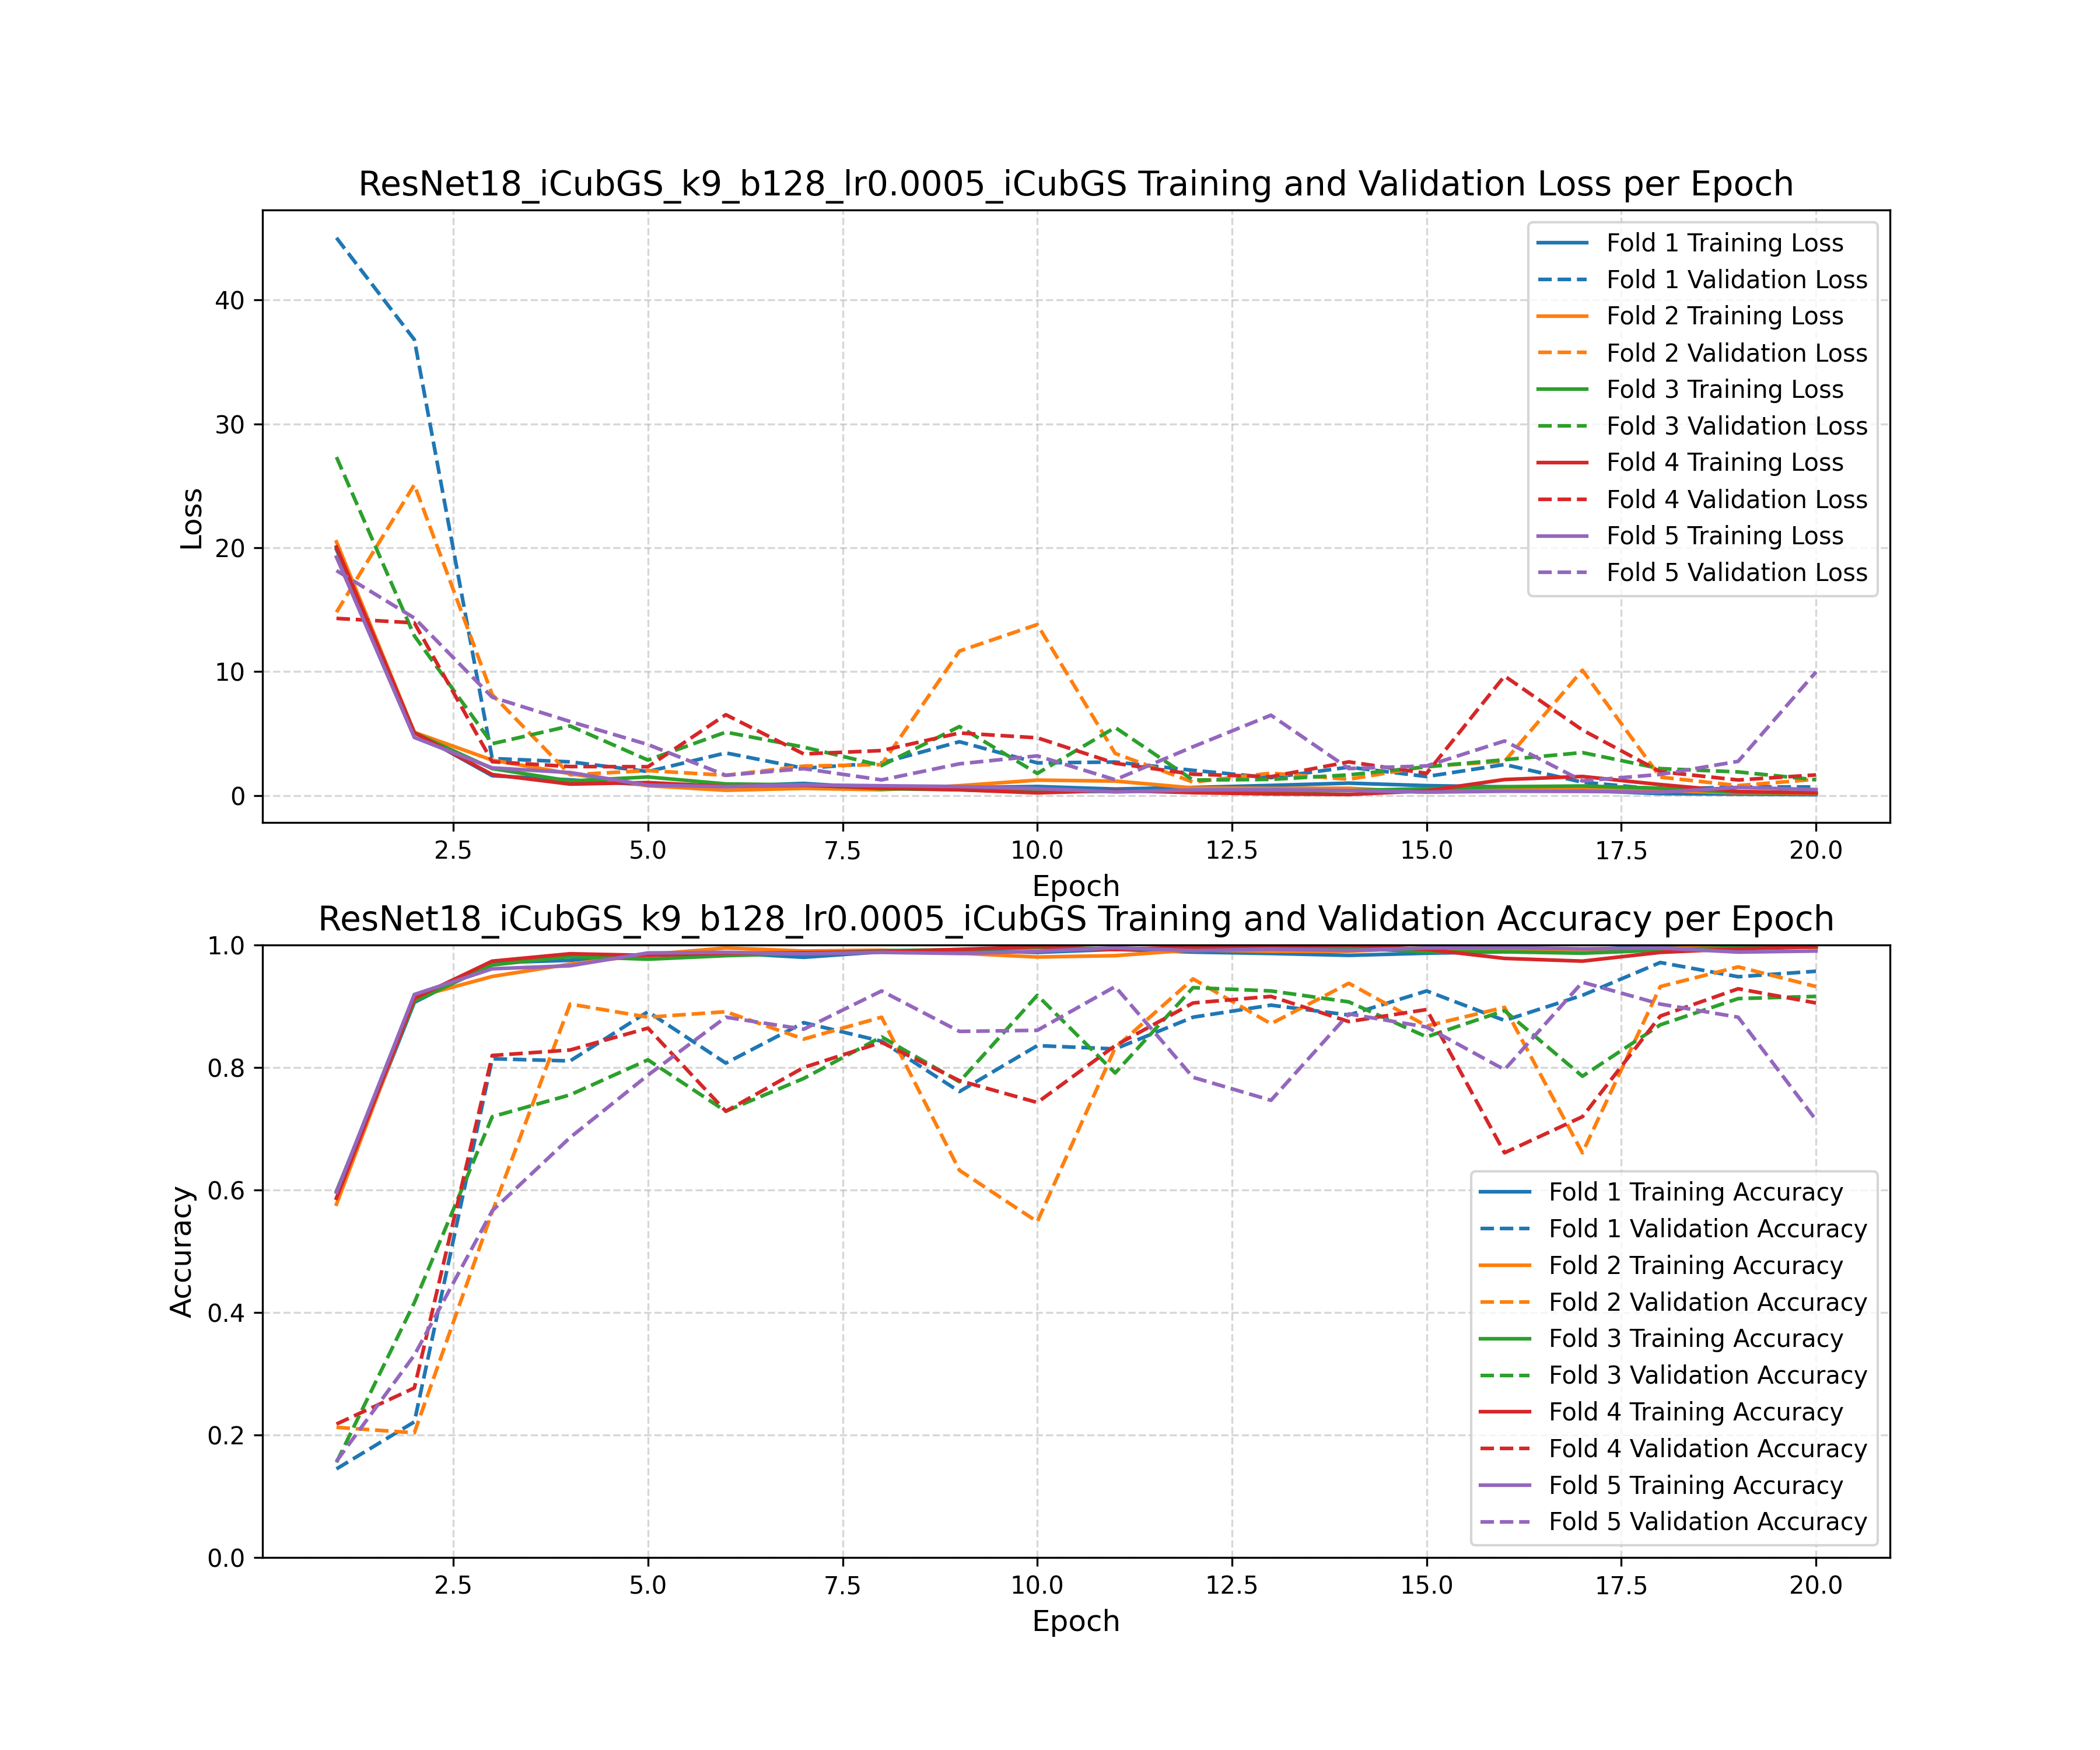 ResNet18_iCubGS_k9_b128_lr0.0005_iCubGS Training and Validation Loss per Epoch
Loss
40
30
20
10
0
Fold 1 Training Loss
Fold 1 Validation Loss
Fold 2 Training Loss
Fold 2 Validation Loss
Fold 3 Training Loss
Fold 3 Validation Loss
Fold 4 Training Loss
Fold 4 Validation Loss
Fold 5 Training Loss
Fold 5 Validation Loss
2.5 5.0 7.5 10.0 12.5 15.0 17.5 20.0
Epoch
ResNet18_iCubGS_k9_b128_lr0.0005_iCubGS Training and Validation Accuracy per Epoch
Accuracy
1.0
0.8
0.6
0.4
0.2
0.0
Fold 1 Training Accuracy
Fold 1 Validation Accuracy
Fold 2 Training Accuracy
Fold 2 Validation Accuracy
Fold 3 Training Accuracy
Fold 3 Validation Accuracy
Fold 4 Training Accuracy
Fold 4 Validation Accuracy
Fold 5 Training Accuracy
Fold 5 Validation Accuracy
2.5 5.0 7.5 10.0 12.5 15.0 17.5 20.0
Epoch